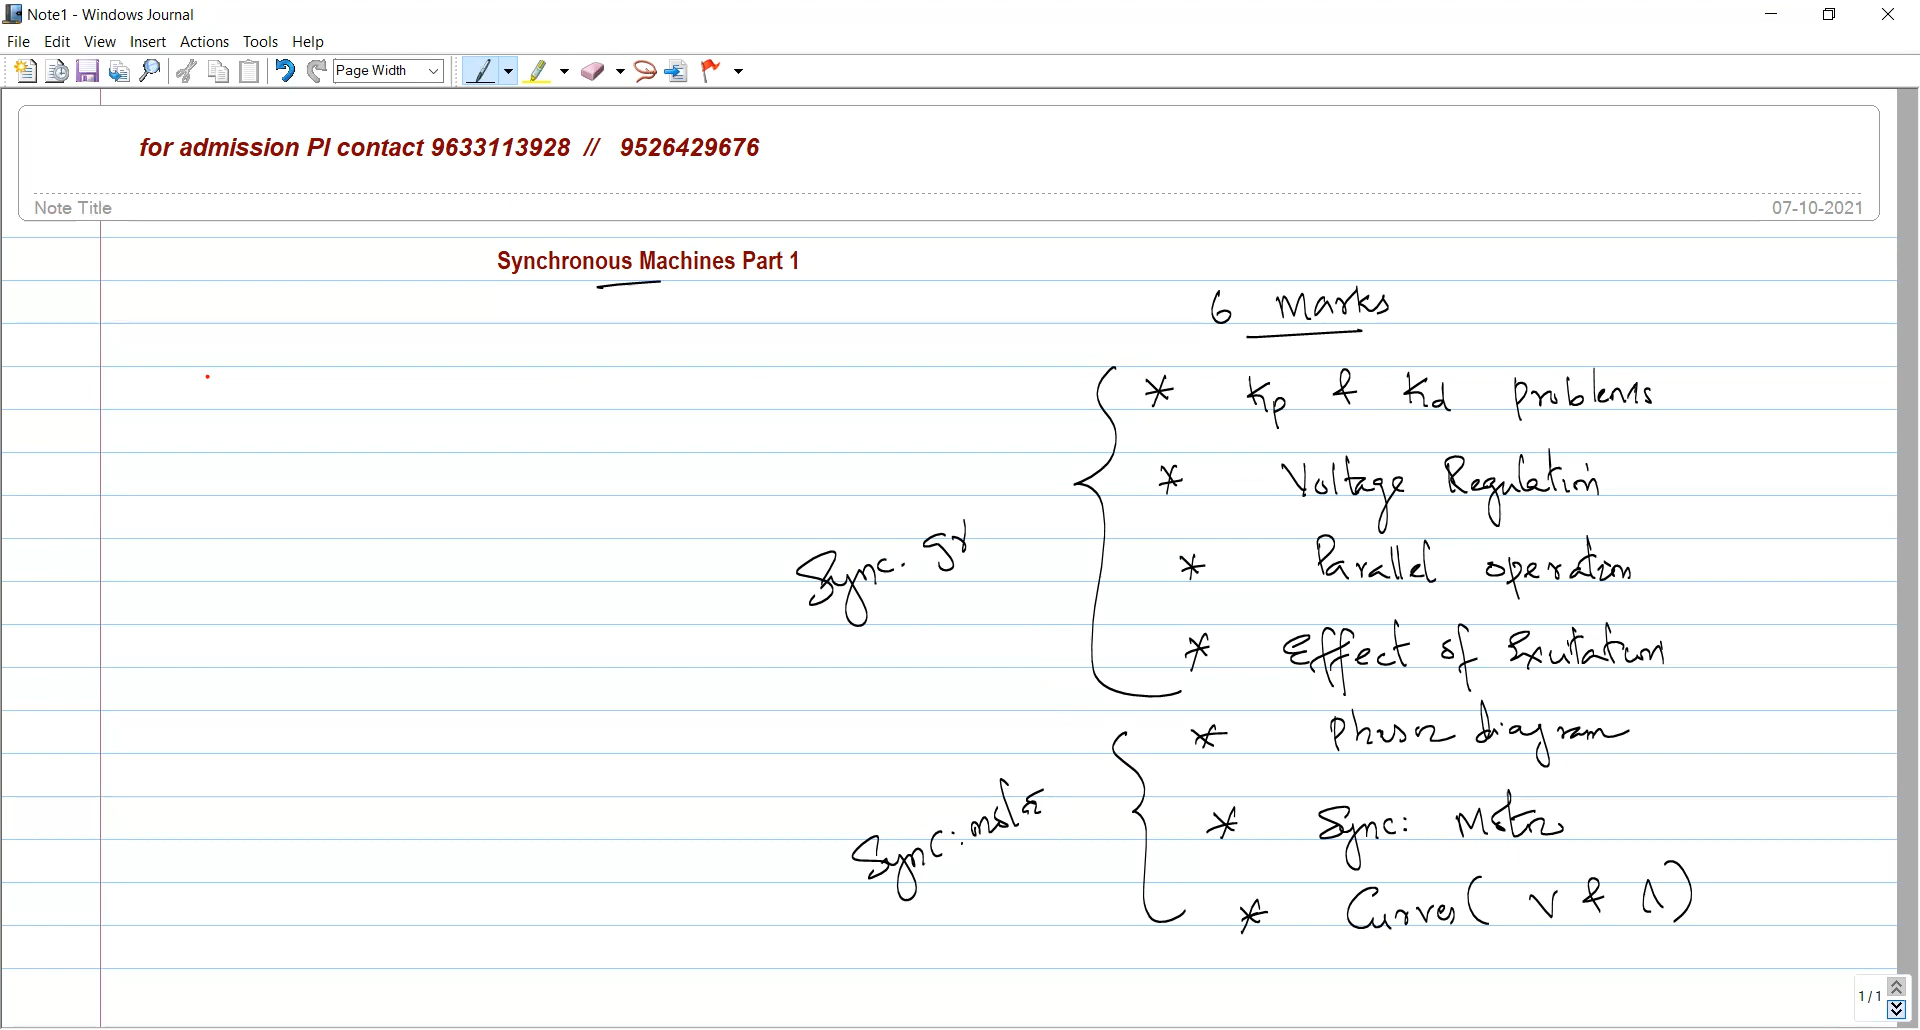 Note1 - Windows Journal
File Edit View Insert Actions Tools Help
Page Width
for admission Pl contact 9633113928 // 9526429676
Note Title
07-10-2021
Synchronous Machines Part 1
6 Marks
* Kp & Kd problems
* Voltage Regulation
Sync. gr
* Parallel operation
* Effect of Exitation
* Phasor diagram
Sync: motor
* Sync: Motor
* Curves ( V & Λ )
1 / 1